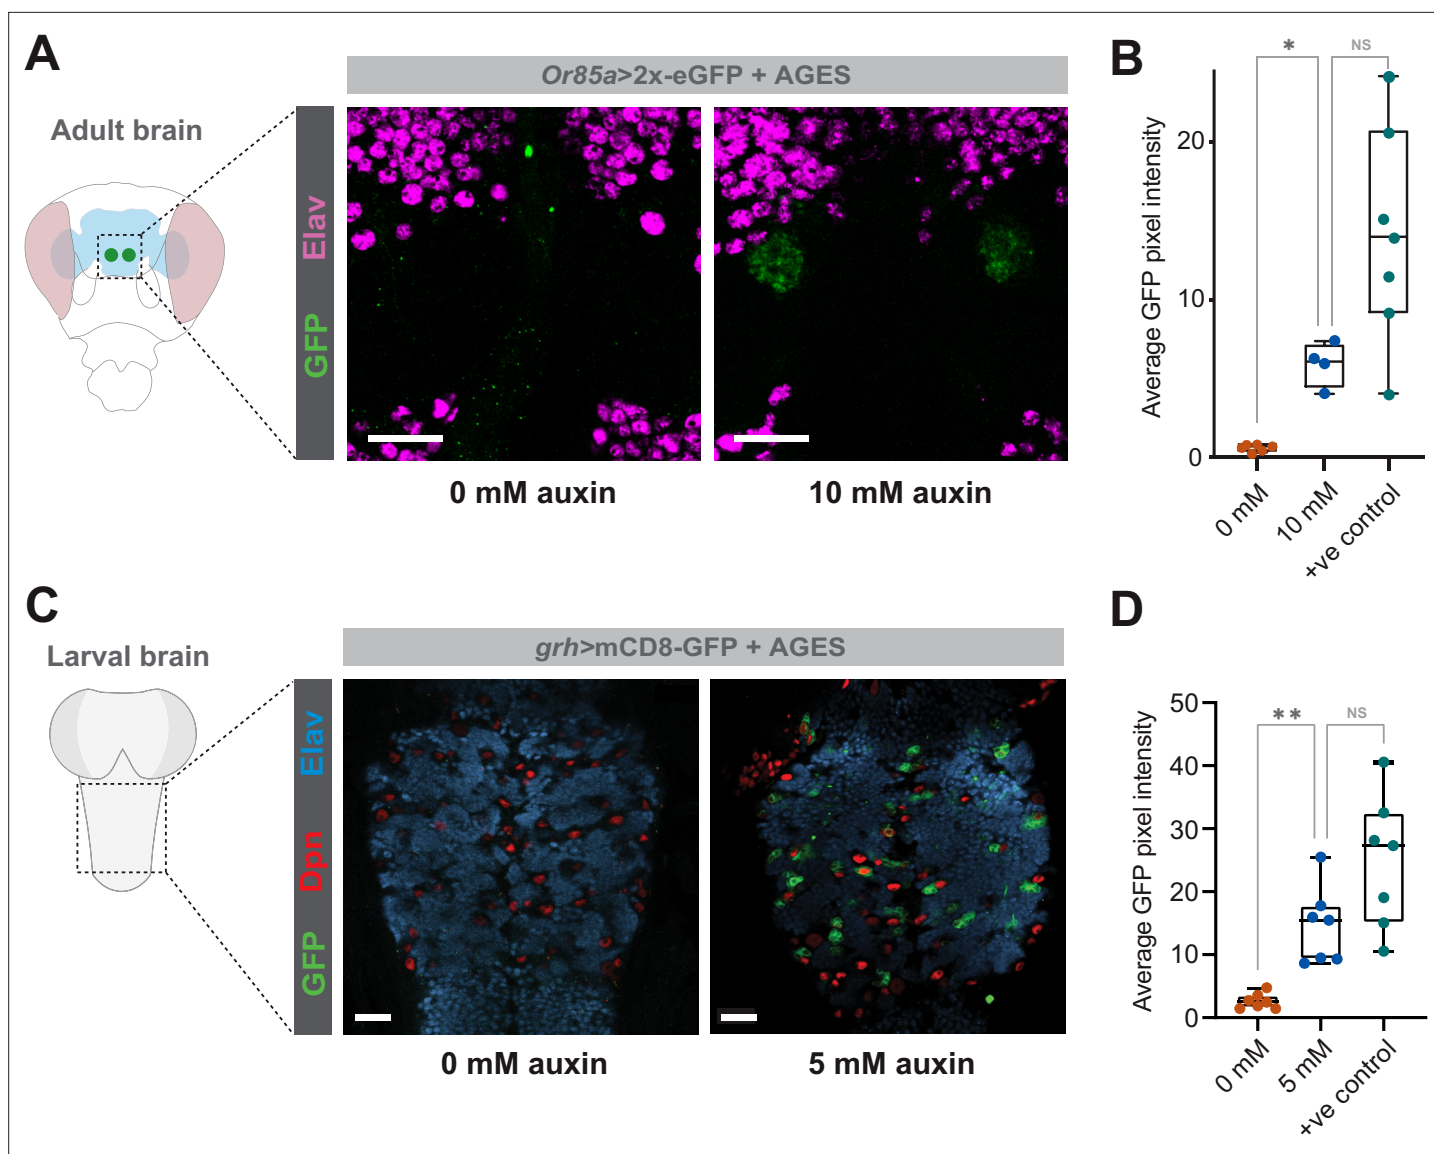 A
Adult brain
Or85a>2x-eGFP + AGES
GFP Elav
0 mM auxin
10 mM auxin
B
* NS
Average GFP pixel intensity
20
10
0
0 mM
10 mM
+ve control
C
Larval brain
grh>mCD8-GFP + AGES
GFP Dpn Elav
0 mM auxin
5 mM auxin
D
** NS
Average GFP pixel intensity
50
40
30
20
10
0
0 mM
5 mM
+ve control